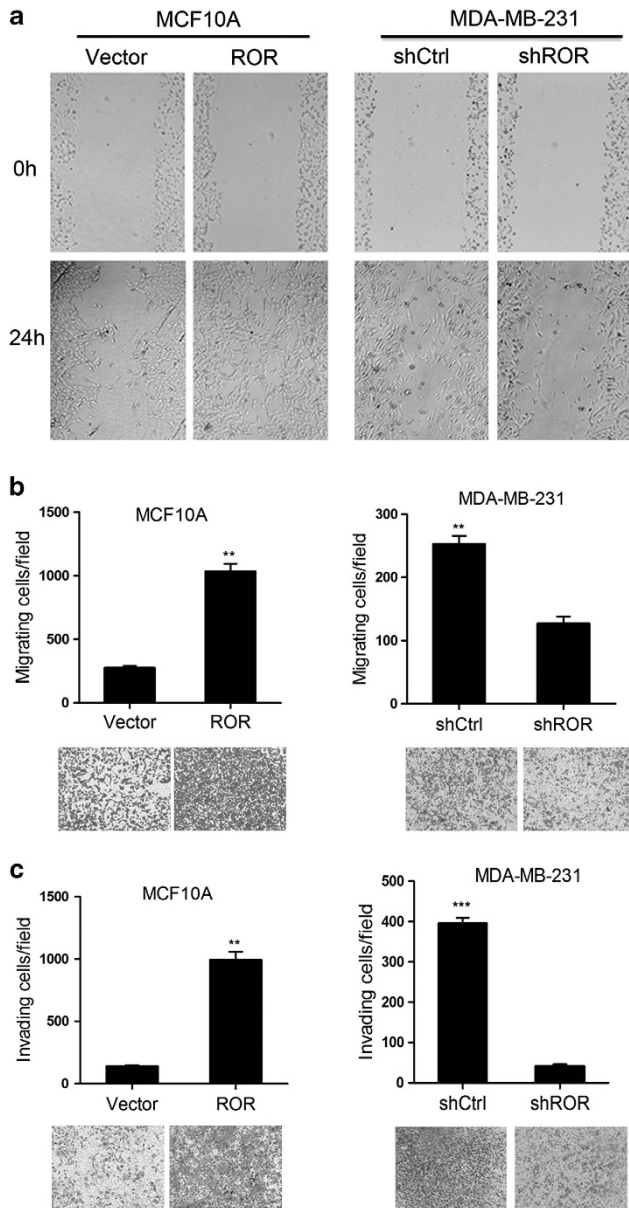 a
MCF10A
MDA-MB-231
Vector
ROR
shCtrl
shROR
0h
24h
b
MCF10A
Migrating cells/field
1500
1000
500
0
**
Vector
ROR
MDA-MB-231
Migrating cells/field
300
200
100
0
**
shCtrl
shROR
c
MCF10A
Invading cells/field
1500
1000
500
0
**
Vector
ROR
MDA-MB-231
Invading cells/field
500
400
300
200
100
0
***
shCtrl
shROR